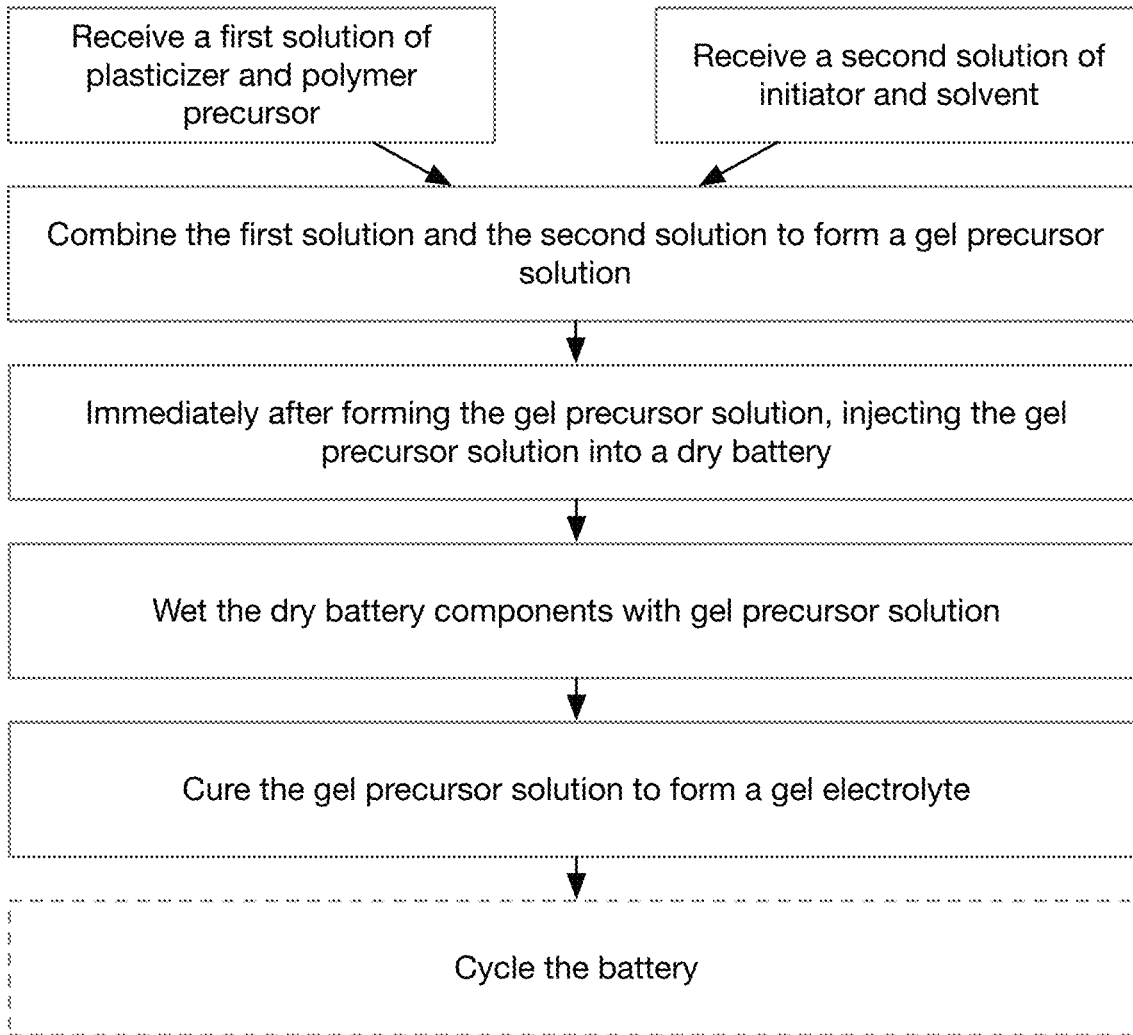 Receive a first solution of
plasticizer and polymer
precursor
Receive a second solution of
initiator and solvent
Combine the first solution and the second solution to form a gel precursor
solution
Immediately after forming the gel precursor solution, injecting the gel
precursor solution into a dry battery
Wet the dry battery components with gel precursor solution
Cure the gel precursor solution to form a gel electrolyte
Cycle the battery